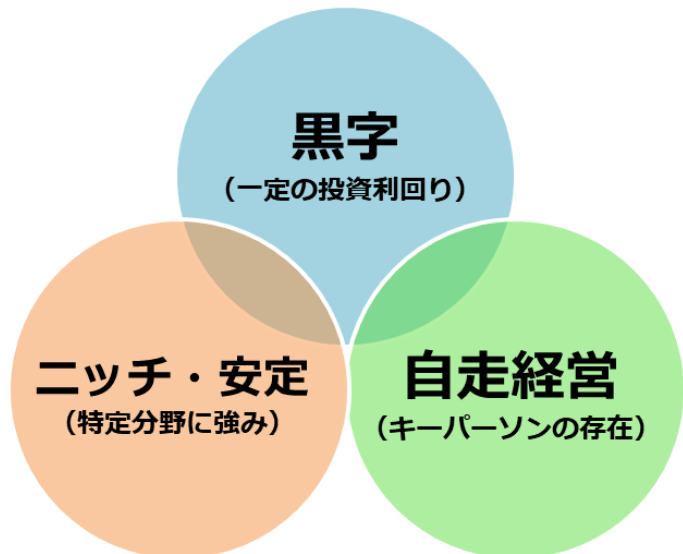 黒字
（一定の投資利回り）
ニッチ・安定
（特定分野に強み）
自走経営
（キーパーソンの存在）